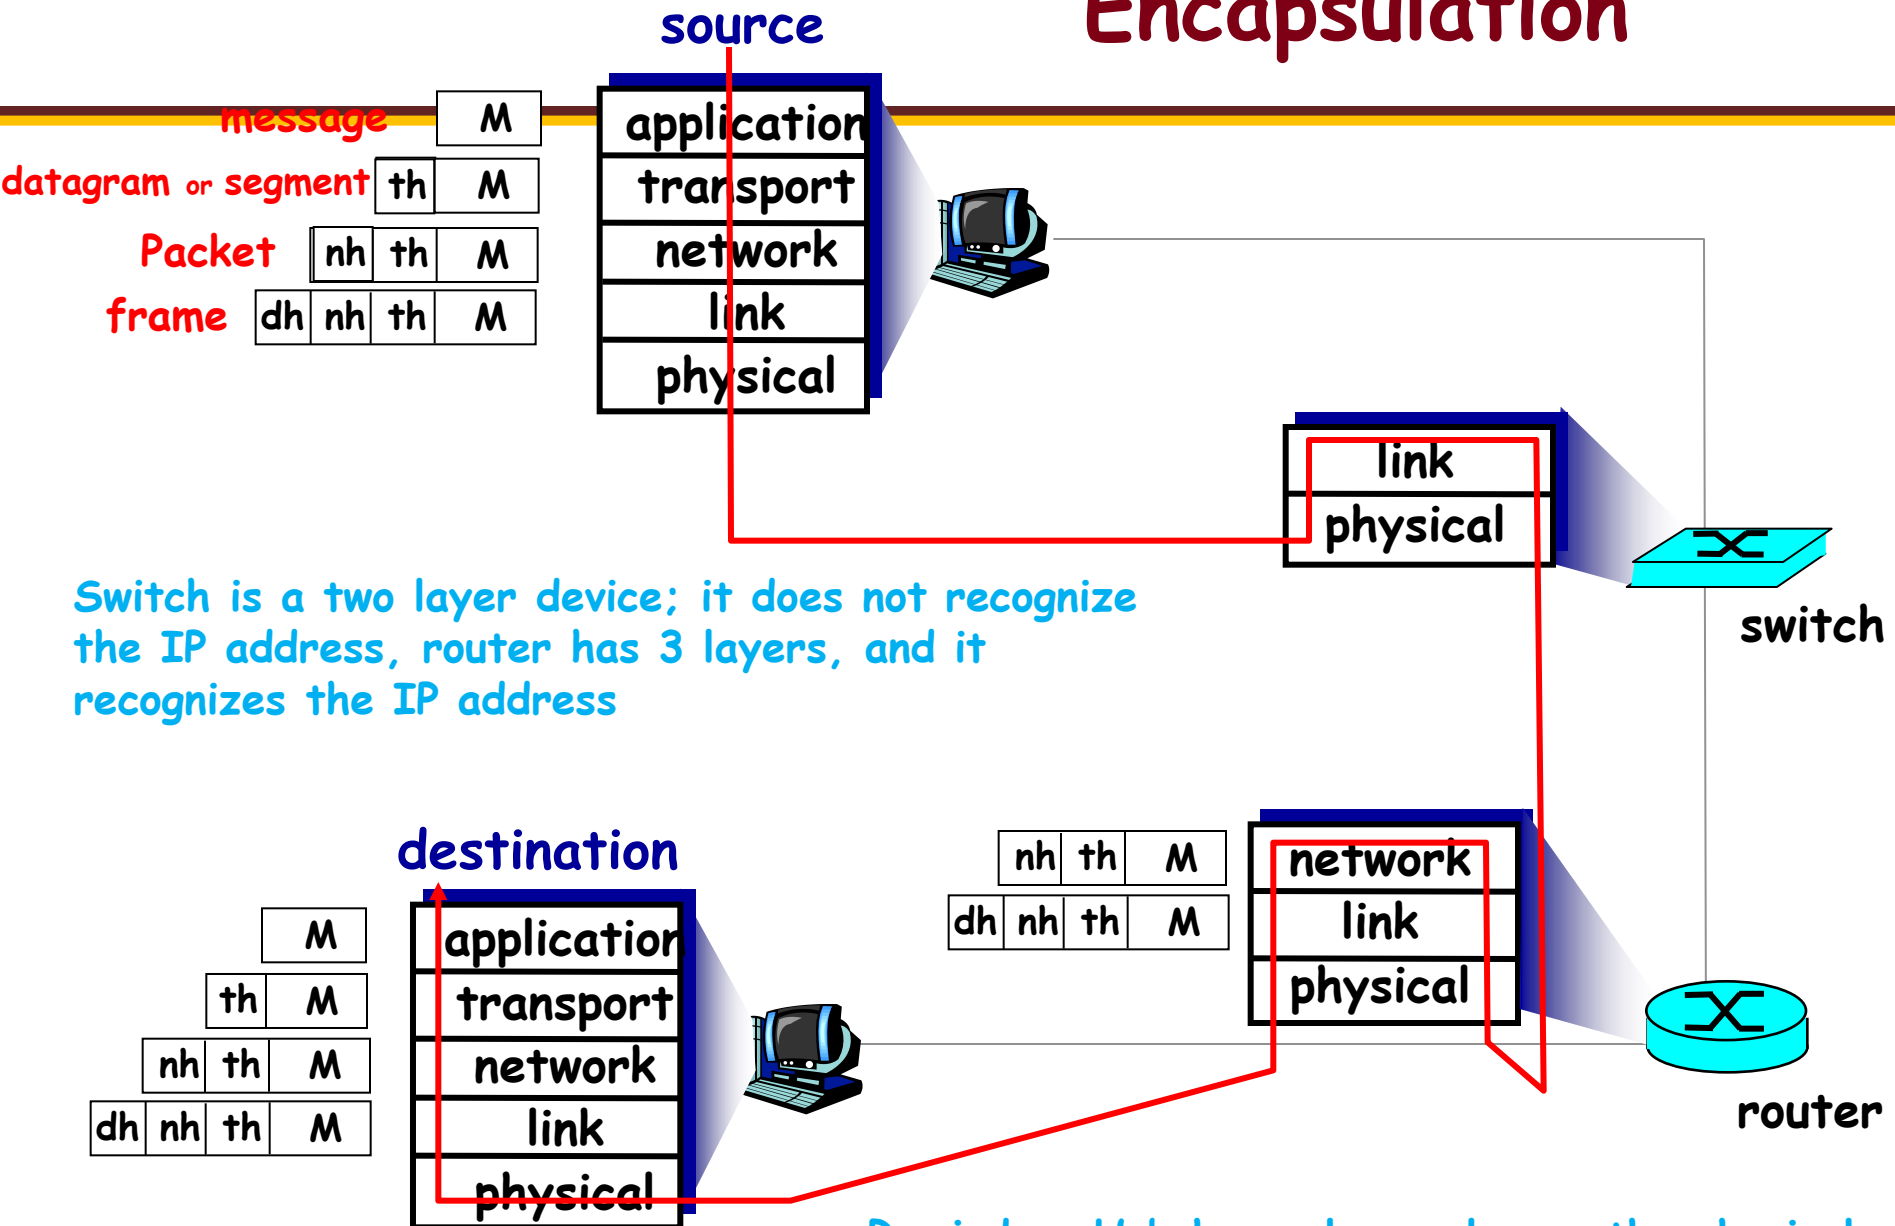 Encapsulation
source
message M
datagram or segment th M
Packet nh th M
frame dh nh th M
application
transport
network
link
physical
link
physical
switch
Switch is a two layer device; it does not recognize
the IP address, router has 3 layers, and it
recognizes the IP address
destination
M
th M
nh th M
dh nh th M
application
transport
network
link
physical
nh th M
dh nh th M
network
link
physical
router